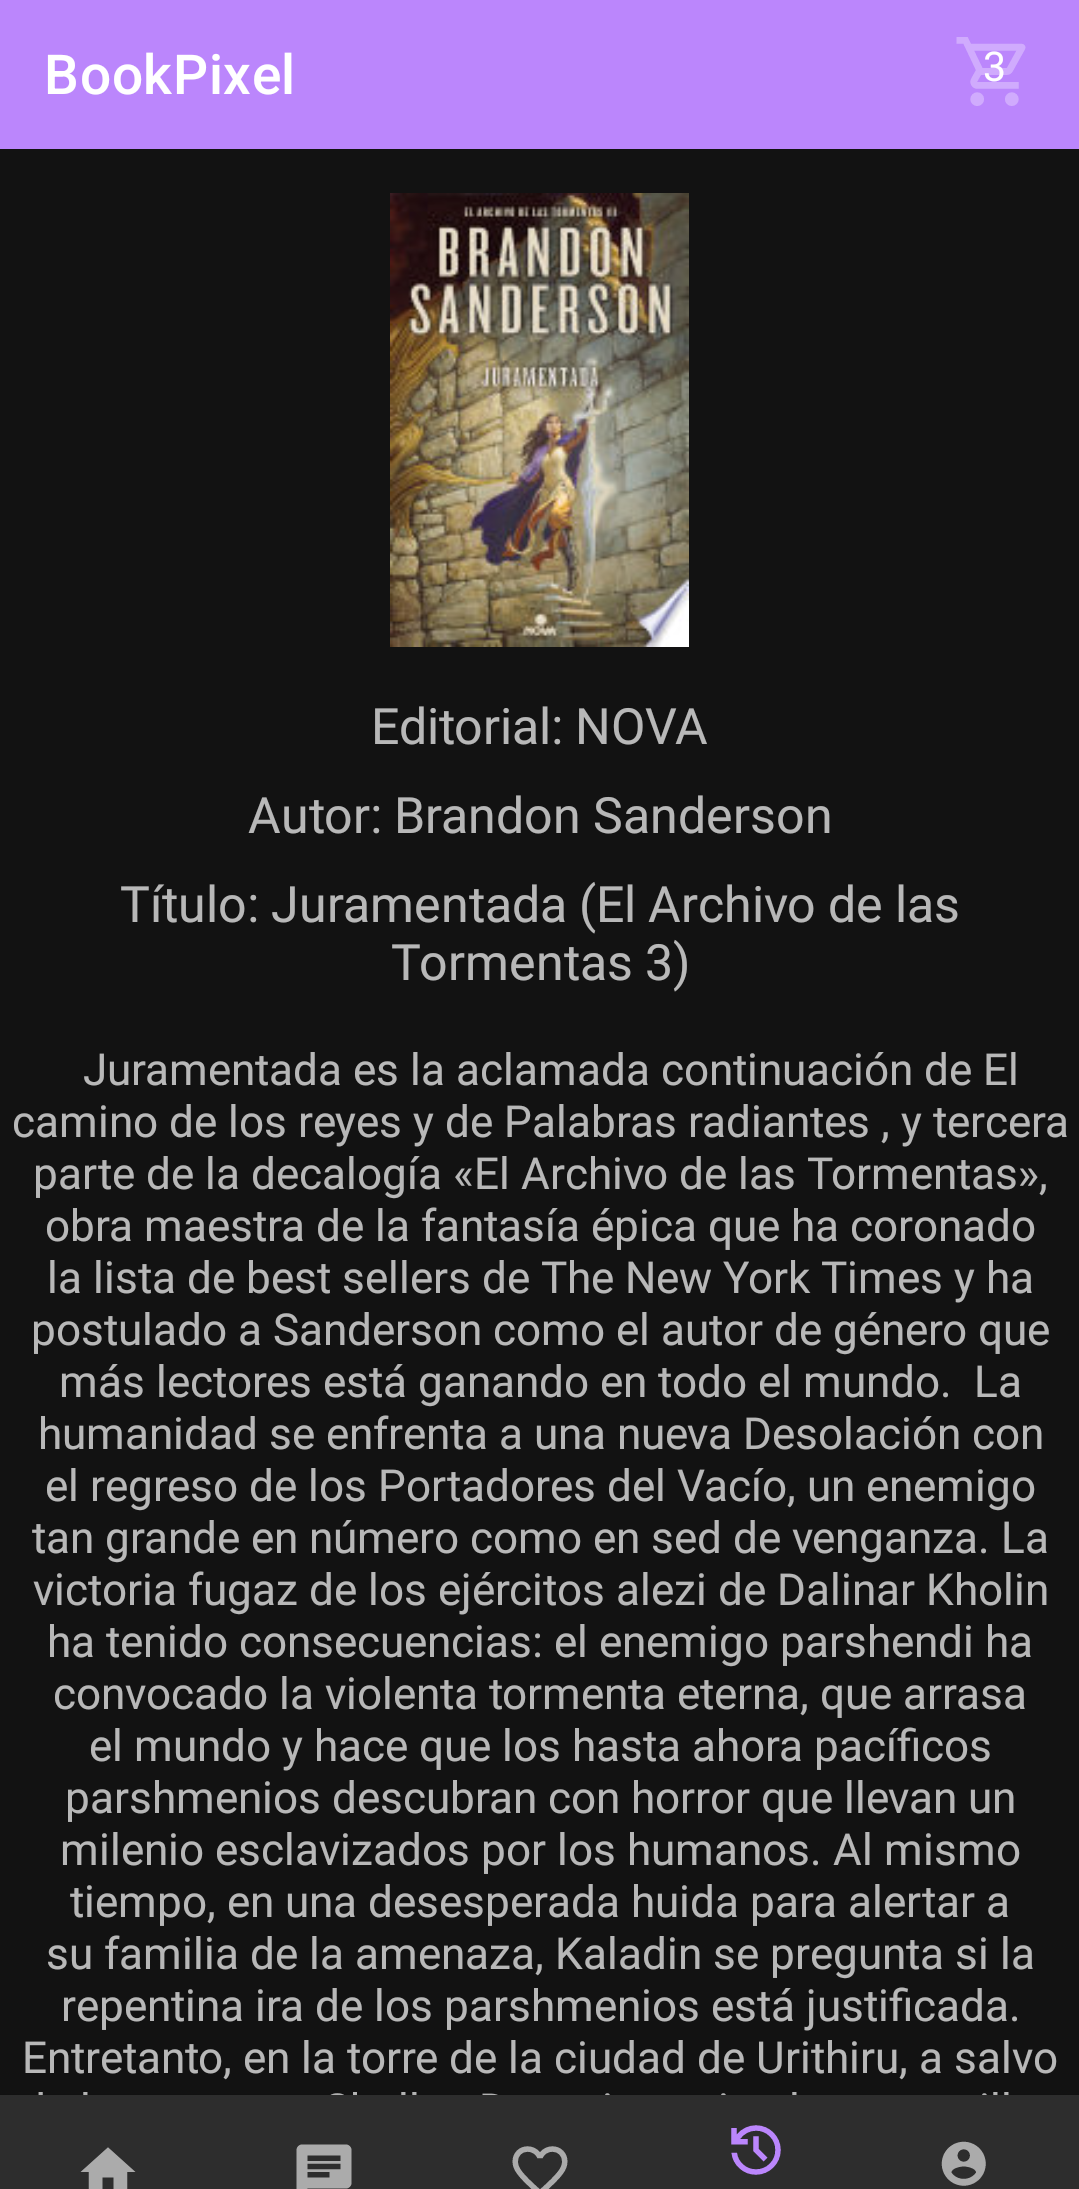 BookPixel
3
EL ARCHIVO DE LAS TORMENTAS III
BRANDON
SANDERSON
JURAMENTADA
NOVA
Editorial: NOVA
Autor: Brandon Sanderson
Título: Juramentada (El Archivo de las
Tormentas 3)
Juramentada es la aclamada continuación de El
camino de los reyes y de Palabras radiantes , y tercera
parte de la decalogía «El Archivo de las Tormentas»,
obra maestra de la fantasía épica que ha coronado
la lista de best sellers de The New York Times y ha
postulado a Sanderson como el autor de género que
más lectores está ganando en todo el mundo.  La
humanidad se enfrenta a una nueva Desolación con
el regreso de los Portadores del Vacío, un enemigo
tan grande en número como en sed de venganza. La
victoria fugaz de los ejércitos alezi de Dalinar Kholin
ha tenido consecuencias: el enemigo parshendi ha
convocado la violenta tormenta eterna, que arrasa
el mundo y hace que los hasta ahora pacíficos
parshmenios descubran con horror que llevan un
milenio esclavizados por los humanos. Al mismo
tiempo, en una desesperada huida para alertar a
su familia de la amenaza, Kaladin se pregunta si la
repentina ira de los parshmenios está justificada.
Entretanto, en la torre de la ciudad de Urithiru, a salvo